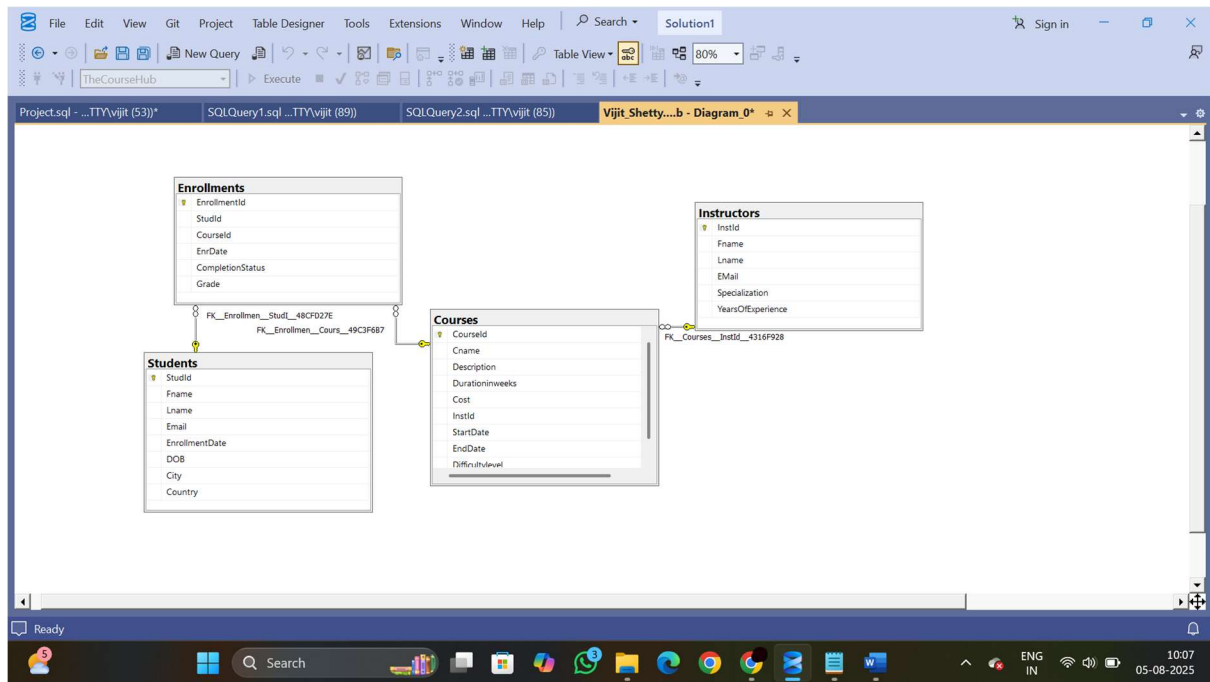 File Edit View Git Project Table Designer Tools Extensions Window Help Search Solution1 Sign in
New Query Table View abc 80%
TheCourseHub Execute
Project.sql - ...TTY\vijit (53))* SQLQuery1.sql ...TTY\vijit (89)) SQLQuery2.sql ...TTY\vijit (85)) Vijit_Shetty....b - Diagram_0*
Enrollments
EnrollmentId
StudId
CourseId
EnrDate
CompletionStatus
Grade
Instructors
InstId
Fname
Lname
EMail
Specialization
YearsOfExperience
FK__Enrollmen__StudI__48CFD27E
FK__Enrollmen__Cours__49C3F6B7
FK__Courses__InstId__4316F928
Courses
CourseId
Cname
Description
Durationinweeks
Cost
InstId
StartDate
EndDate
Difficultylevel
Students
StudId
Fname
Lname
Email
EnrollmentDate
DOB
City
Country
Ready
5 Search 3 ENG 10:07
IN 05-08-2025